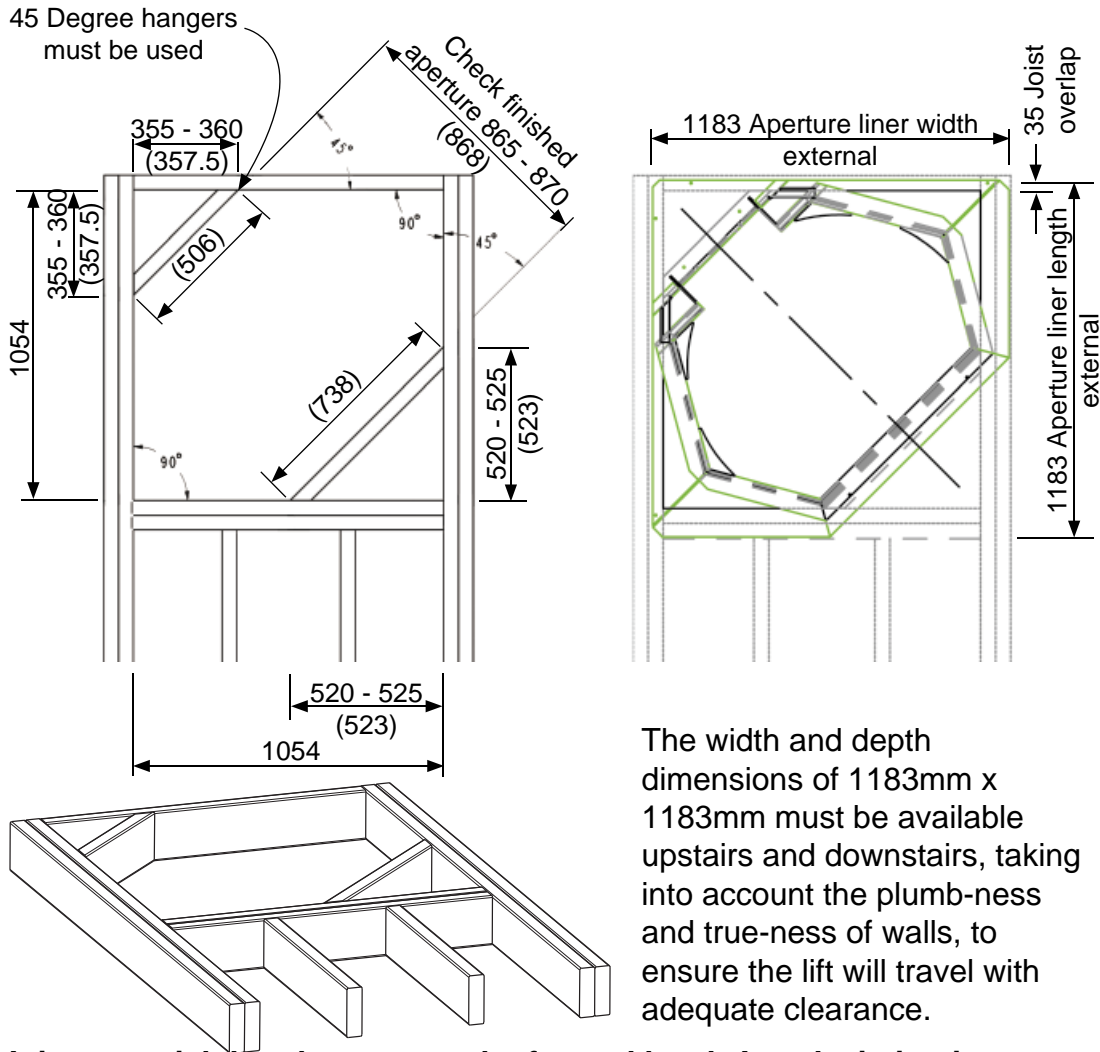 45 Degree hangers
must be used
Check finished
aperture 865 - 870
(868)
355 - 360
(357.5)
45°
90°
45°
355 - 360
(357.5)
(506)
1054
(738)
520 - 525
(523)
90°
520 - 525
(523)
1054
1183 Aperture liner width
external
35 Joist
overlap
1183 Aperture liner length
external
The width and depth
dimensions of 1183mm x
1183mm must be available
upstairs and downstairs, taking
into account the plumb-ness
and true-ness of walls, to
ensure the lift will travel with
adequate clearance.